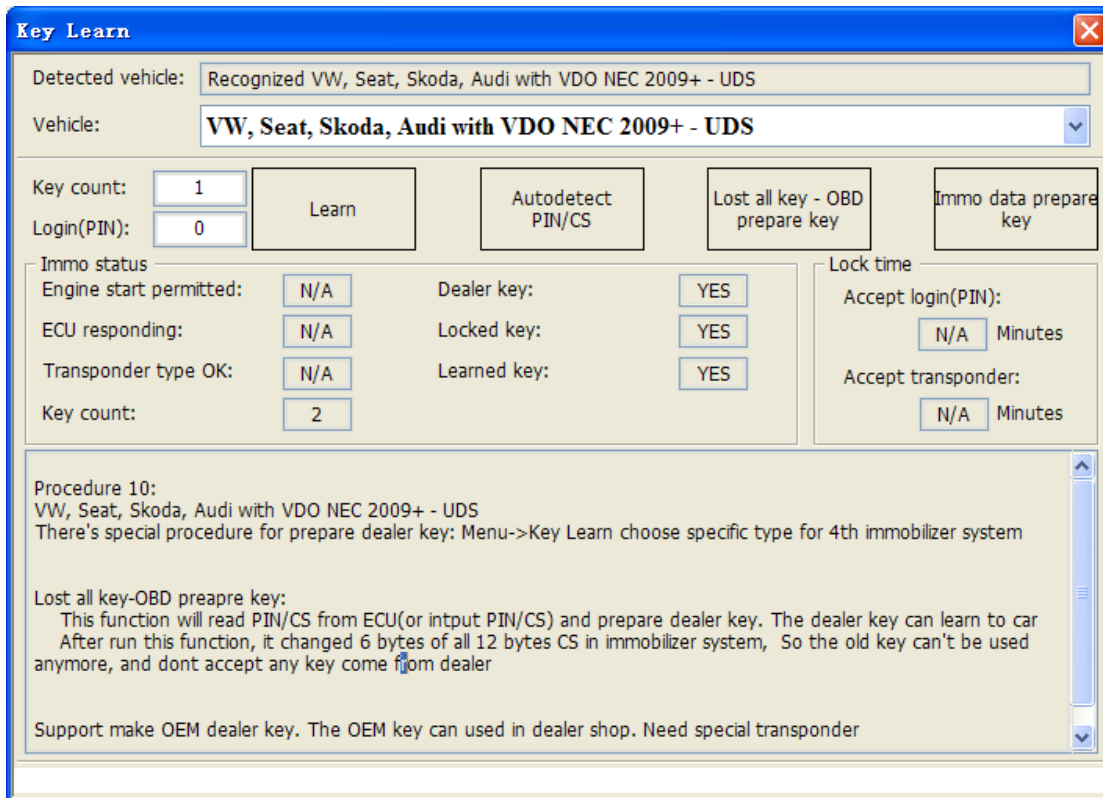 Key Learn
Detected vehicle: Recognized VW, Seat, Skoda, Audi with VDO NEC 2009+ - UDS
Vehicle: VW, Seat, Skoda, Audi with VDO NEC 2009+ - UDS
Key count: 1
Login(PIN): 0
Learn
Autodetect
PIN/CS
Lost all key - OBD
prepare key
Immo data prepare
key
Immo status
Engine start permitted: N/A
ECU responding: N/A
Transponder type OK: N/A
Key count: 2
Dealer key: YES
Locked key: YES
Learned key: YES
Lock time
Accept login(PIN):
N/A Minutes
Accept transponder:
N/A Minutes
Procedure 10:
VW, Seat, Skoda, Audi with VDO NEC 2009+ - UDS
There's special procedure for prepare dealer key: Menu->Key Learn choose specific type for 4th immobilizer system
Lost all key-OBD preapre key:
This function will read PIN/CS from ECU(or intput PIN/CS) and prepare dealer key. The dealer key can learn to car
After run this function, it changed 6 bytes of all 12 bytes CS in immobilizer system, So the old key can't be used
anymore, and dont accept any key come from dealer
Support make OEM dealer key. The OEM key can used in dealer shop. Need special transponder